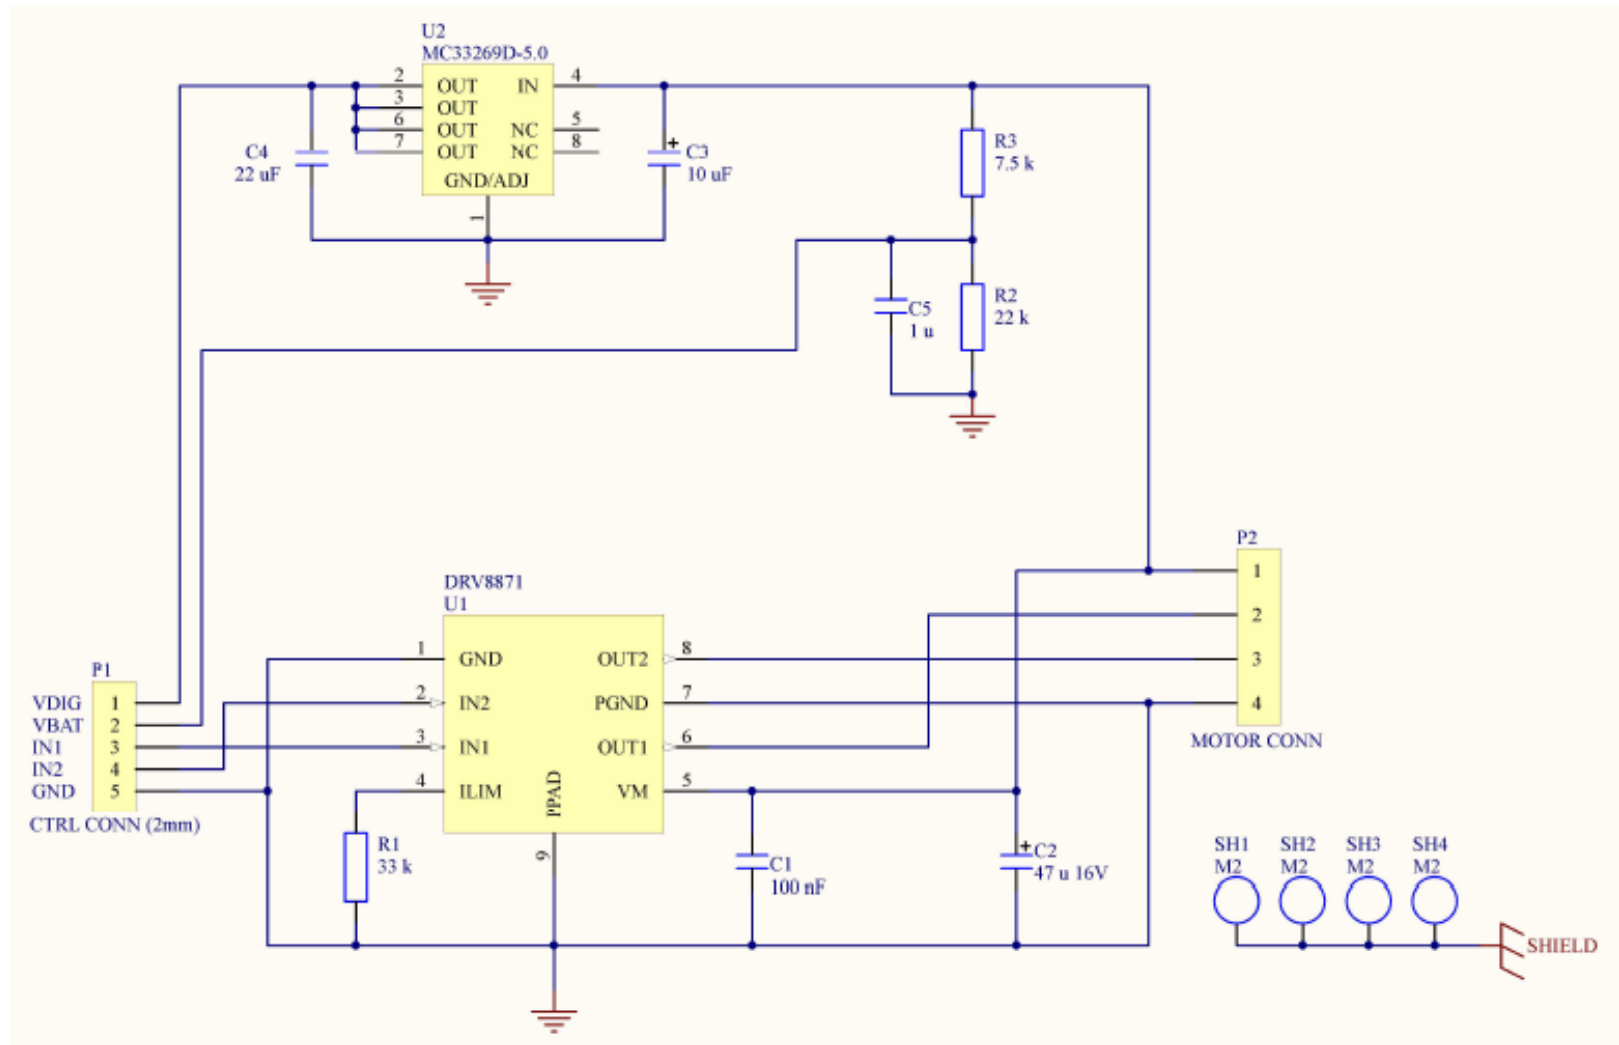 U2
MC33269D-5.0
2 OUT IN 4
3 OUT
6 OUT NC 5
7 OUT NC 8
GND/ADJ
1
C4
22 uF
C3
10 uF
R3
7.5 k
C5
1 u
R2
22 k
DRV8871
U1
1 GND OUT2 8
2 IN2 PGND 7
3 IN1 OUT1 6
4 ILIM VM 5
PPAD
9
P1
VDIG 1
VBAT 2
IN1 3
IN2 4
GND 5
CTRL CONN (2mm)
R1
33 k
C1
100 nF
C2
47 u 16V
P2
1
2
3
4
MOTOR CONN
SH1 SH2 SH3 SH4
M2 M2 M2 M2
SHIELD